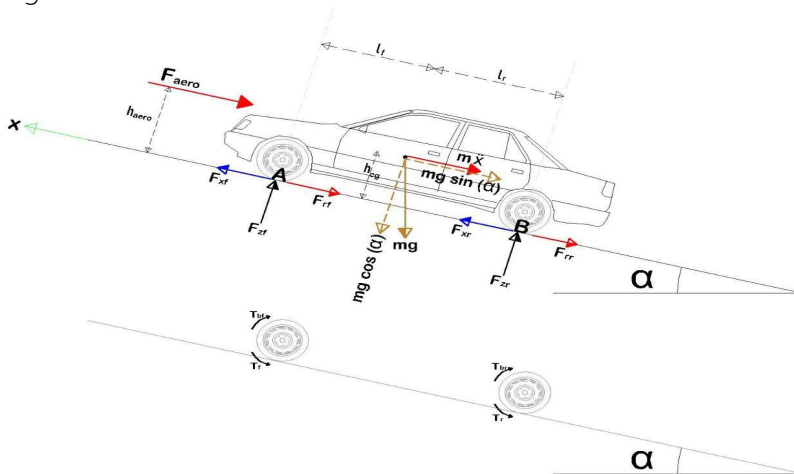 l_f
l_r
F_aero
h_aero
x
h_cg
mẍ
A
mg sin (α)
F_xf
F_rf
F_zf
mg cos (α)
mg
F_xr
B
F_rr
F_zr
α
T_bf
T_f
T_br
T_r
α